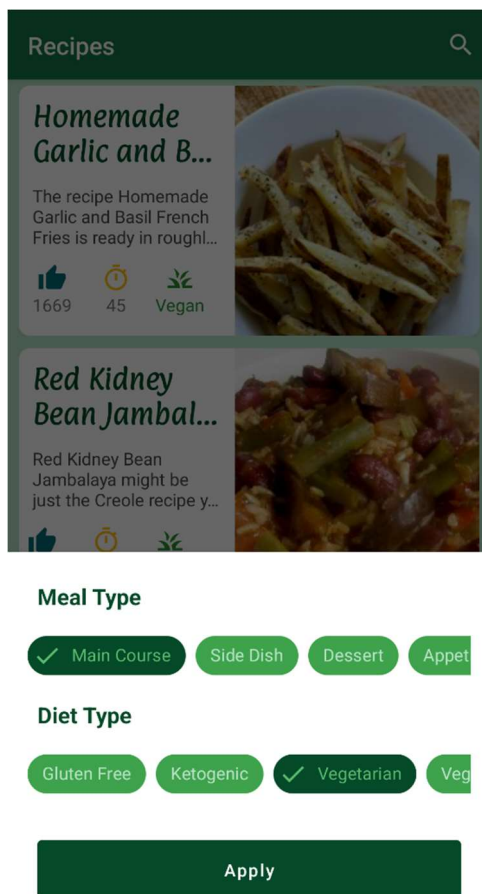 Recipes
Homemade
Garlic and B...
The recipe Homemade
Garlic and Basil French
Fries is ready in roughl...
1669 45 Vegan
Red Kidney
Bean Jambal...
Red Kidney Bean
Jambalaya might be
just the Creole recipe y...
Meal Type
Main Course Side Dish Dessert Appet
Diet Type
Gluten Free Ketogenic Vegetarian Veg
Apply